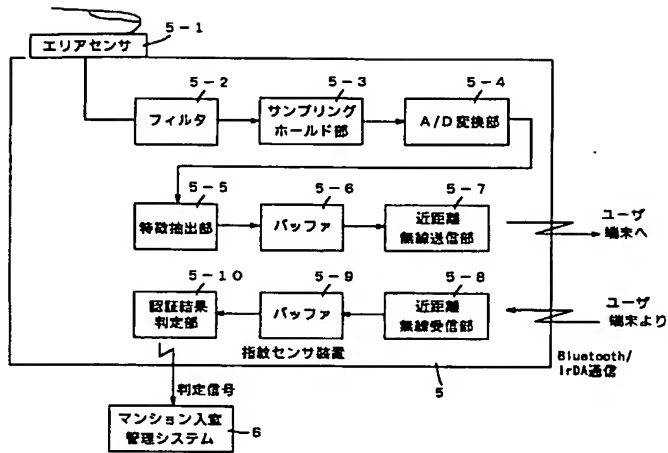 エリアセンサ
5-1
5-2
フィルタ
5-3
サンプリング
ホールド部
5-4
A/D変換部
5-5
特徴抽出部
5-6
バッファ
5-7
近距離
無線送信部
ユーザ
端末へ
5-10
認証結果
判定部
5-9
バッファ
5-8
近距離
無線受信部
ユーザ
端末より
指紋センサ装置
5
Bluetooth/
IrDA通信
判定信号
マンション入室
管理システム
6